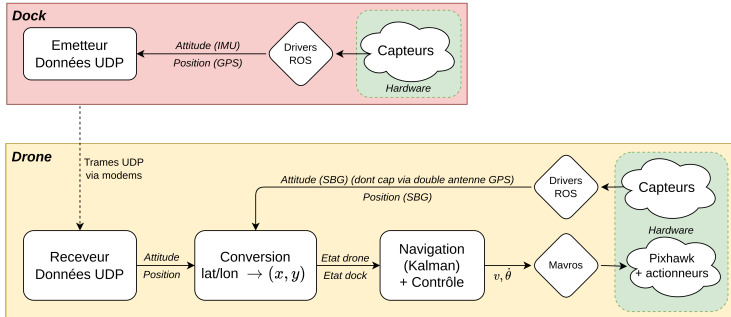 Dock
Emetteur
Données UDP
Attitude (IMU)
Position (GPS)
Drivers
ROS
Capteurs
Hardware
Trames UDP
via modems
Drone
Attitude (SBG) (dont cap via double antenne GPS)
Position (SBG)
Drivers
ROS
Capteurs
Hardware
Receveur
Données UDP
Attitude
Position
Conversion
lat/lon → (x, y)
Etat drone
Etat dock
Navigation
(Kalman)
+ Contrôle
v, θ̇
Mavros
Pixhawk
+ actionneurs